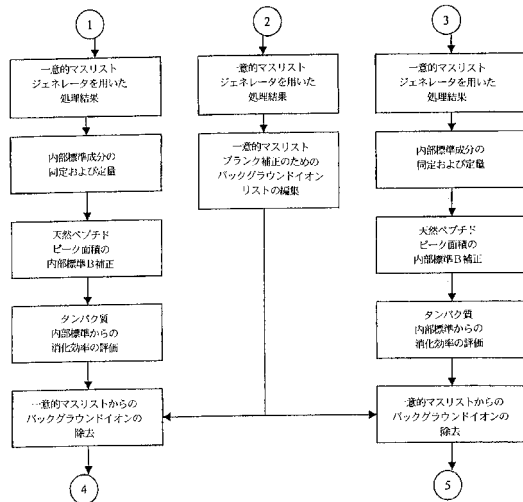 1
一意的マスリスト
ジェネレータを用いた
処理結果
内部標準成分の
同定および定量
天然ペプチド
ピーク面積の
内部標準B補正
タンパク質
内部標準からの
消化効率の評価
一意的マスリストからの
バックグラウンドイオンの
除去
4
2
一意的マスリスト
ジェネレータを用いた
処理結果
一意的マスリスト
ブランク補正のための
バックグラウンドイオン
リストの編集
3
一意的マスリスト
ジェネレータを用いた
処理結果
内部標準成分の
同定および定量
天然ペプチド
ピーク面積の
内部標準B補正
タンパク質
内部標準からの
消化効率の評価
一意的マスリストからの
バックグラウンドイオンの
除去
5